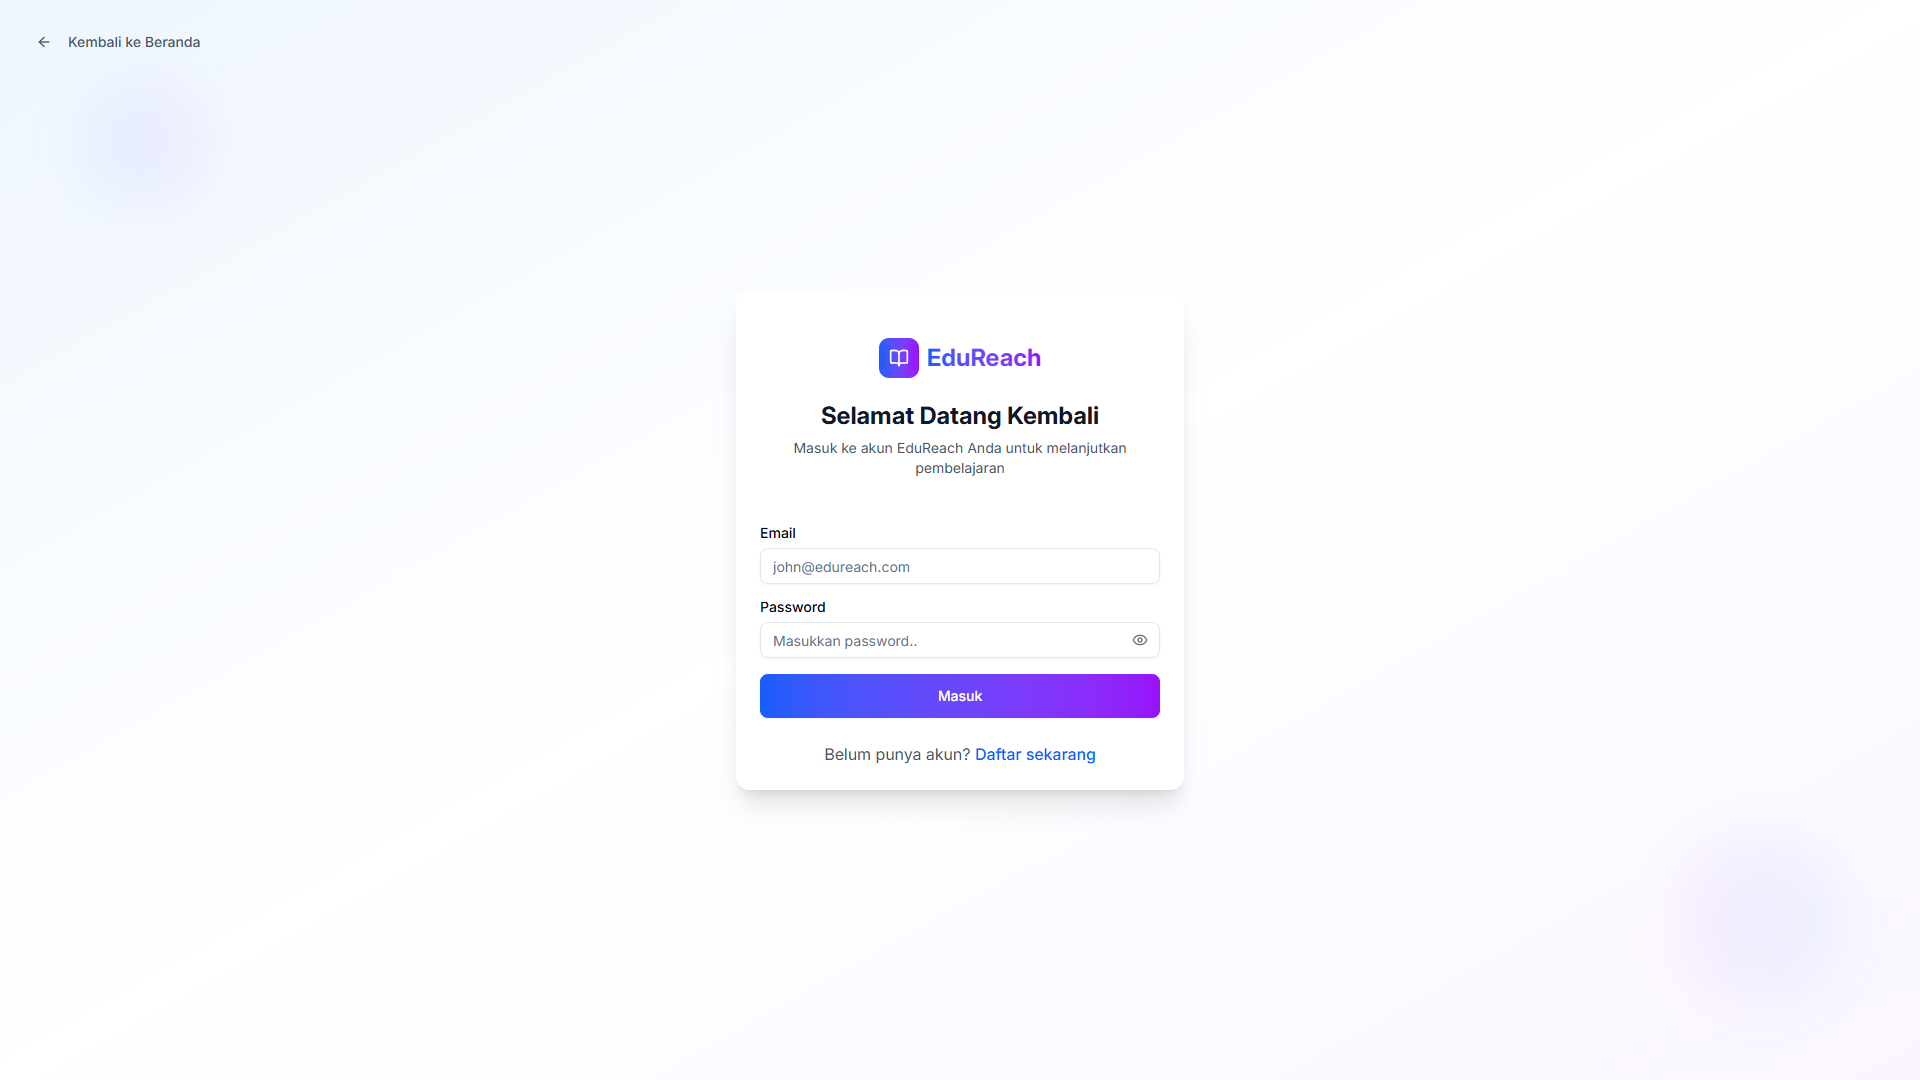 Kembali ke Beranda
EduReach
Selamat Datang Kembali
Masuk ke akun EduReach Anda untuk melanjutkan
pembelajaran
Email
john@edureach.com
Password
Masukkan password..
Masuk
Belum punya akun? Daftar sekarang